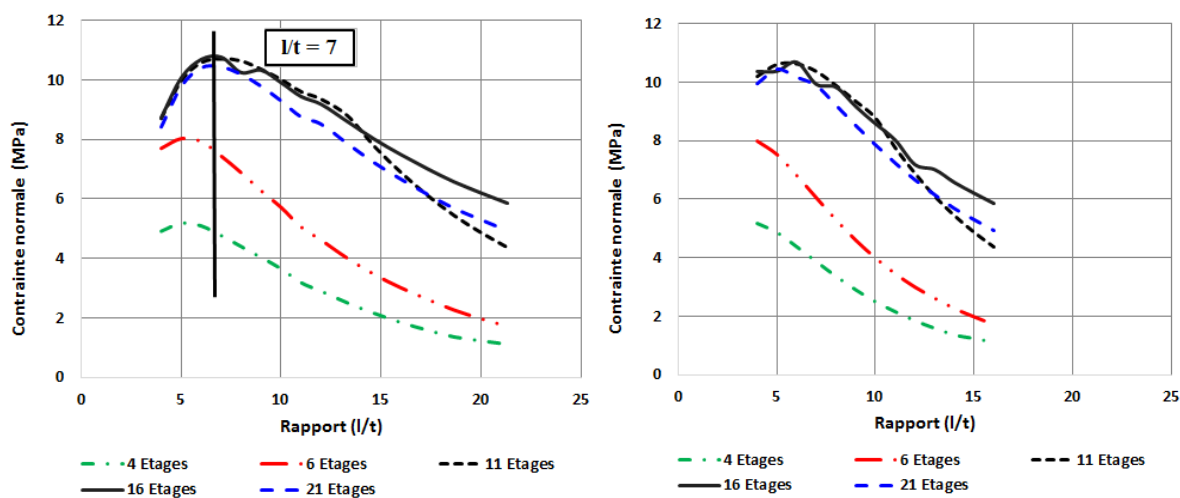 12
10
8
6
4
2
0
Contrainte normale (MPa)
l/t = 7
0 5 10 15 20 25
Rapport (l/t)
4 Etages 6 Etages 11 Etages
16 Etages 21 Etages
12
10
8
6
4
2
0
Contrainte normale (MPa)
0 5 10 15 20 25
Rapport (l/t)
4 Etages 6 Etages 11 Etages
16 Etages 21 Etages